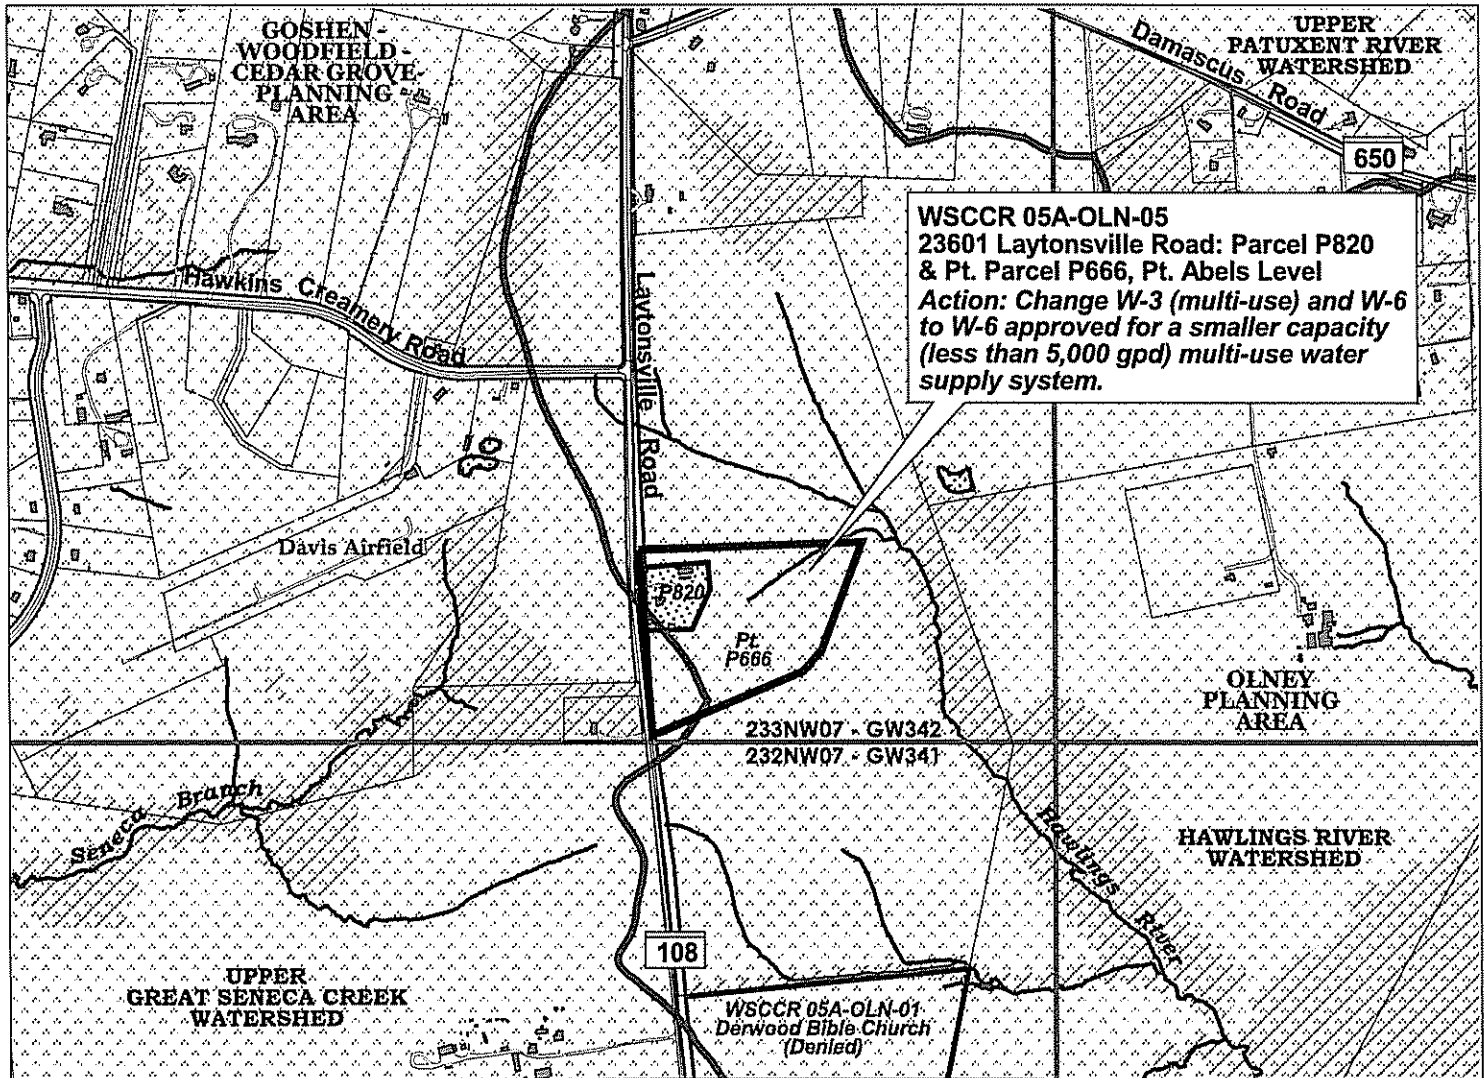 GOSHEN -
WOODFIELD -
CEDAR GROVE-
PLANNING
AREA
UPPER
PATUXENT RIVER
WATERSHED
Damascus Road
650
WSCCR 05A-OLN-05
23601 Laytonsville Road: Parcel P820
& Pt. Parcel P666, Pt. Abels Level
Action: Change W-3 (multi-use) and W-6
to W-6 approved for a smaller capacity
(less than 5,000 gpd) multi-use water
supply system.
Hawkins Creamery Road
Laytonsville Road
Davis Airfield
P820
Pt.
P666
OLNEY
PLANNING
AREA
233NW07 - GW342
232NW07 - GW341
Seneca Branch
Hawlings River
HAWLINGS RIVER
WATERSHED
108
UPPER
GREAT SENECA CREEK
WATERSHED
WSCCR 05A-OLN-01
Derwood Bible Church
(Denied)